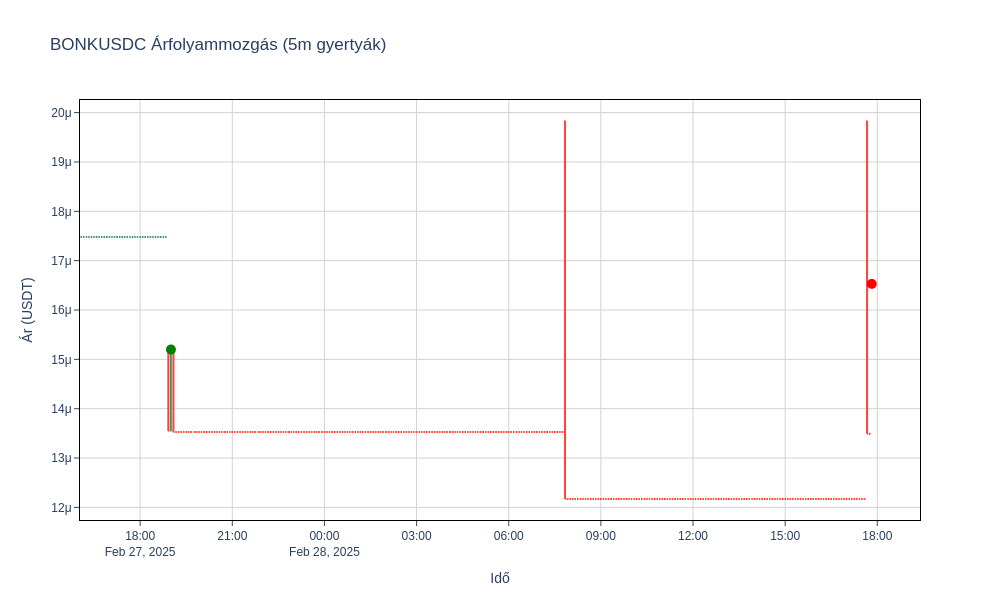 BONKUSDC Árfolyammozgás (5m gyertyák)
20μ
19μ
18μ
17μ
16μ
15μ
14μ
13μ
12μ
Ár (USDT)
18:00 21:00 00:00 03:00 06:00 09:00 12:00 15:00 18:00
Feb 27, 2025 Feb 28, 2025
Idő